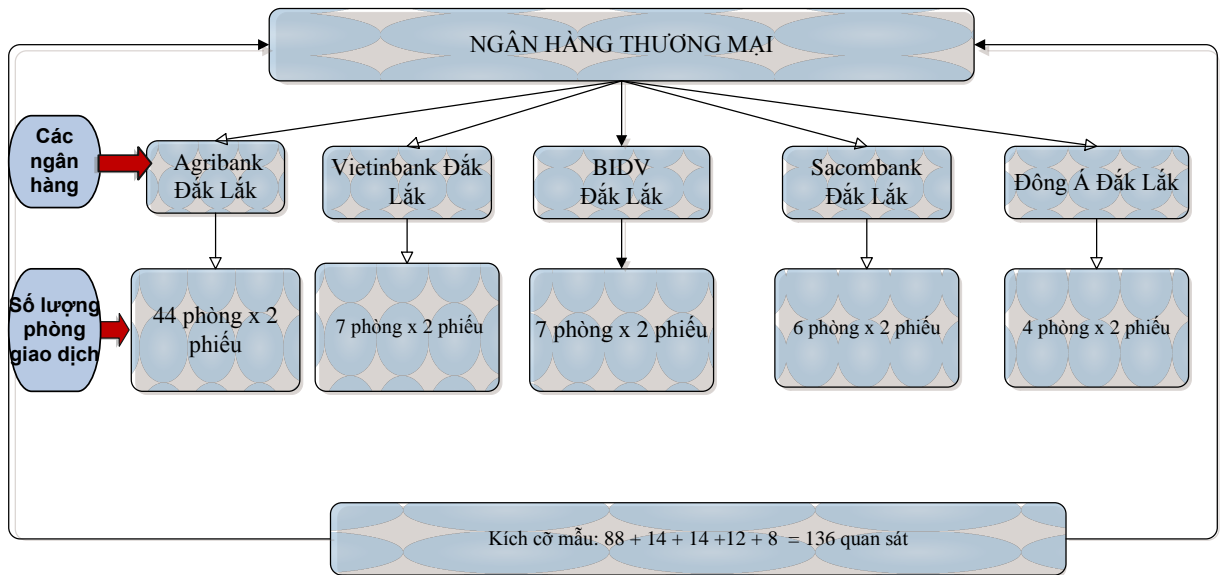 NGÂN HÀNG THƯƠNG MẠI
Các
ngân
hàng
Agribank
Đắk Lắk
Vietinbank Đắk
Lắk
BIDV
Đắk Lắk
Sacombank
Đắk Lắk
Đông Á Đắk Lắk
Số lượng
phòng
giao dịch
44 phòng x 2
phiếu
7 phòng x 2 phiếu
7 phòng x 2 phiếu
6 phòng x 2 phiếu
4 phòng x 2 phiếu
Kích cỡ mẫu: 88 + 14 + 14 +12 + 8 = 136 quan sát